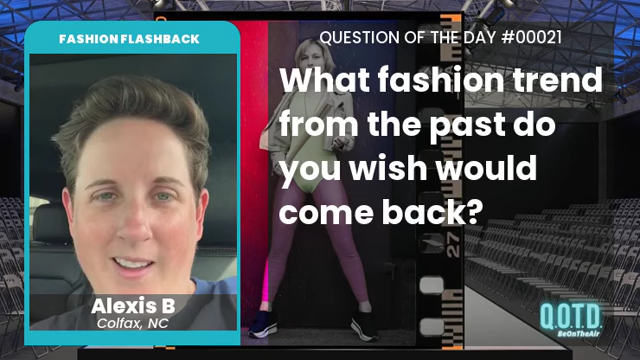 FASHION FLASHBACK
QUESTION OF THE DAY #00021
What fashion trend
from the past do
you wish would
come back?
27
Alexis B
Colfax, NC
Q.O.T.D.
BeOnTheAir